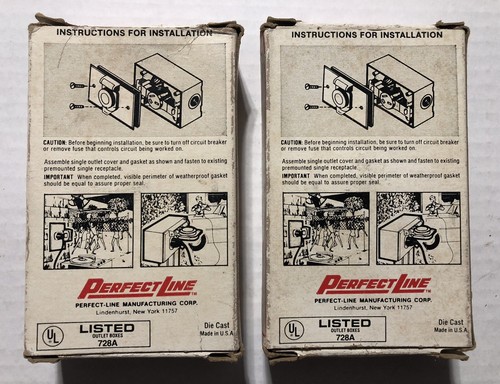 INSTRUCTIONS FOR INSTALLATION
CAUTION: Before beginning installation, be sure to turn off circuit breaker
or remove fuse that controls circuit being worked on.
Assemble single outlet cover and gasket as shown and fasten to existing
premounted single receptacle.
IMPORTANT When completed, visible perimeter of weatherproof gasket
should be equal to assure proper seal.
PERFECTLINE TM
PERFECT-LINE MANUFACTURING CORP.
Lindenhurst, New York 11757
UL
LISTED
OUTLET BOXES
728A
Die Cast
Made in U.S.A.
INSTRUCTIONS FOR INSTALLATION
CAUTION: Before beginning installation, be sure to turn off circuit breaker
or remove fuse that controls circuit being worked on.
Assemble single outlet cover and gasket as shown and fasten to existing
premounted single receptacle.
IMPORTANT When completed, visible perimeter of weatherproof gasket
should be equal to assure proper seal.
PERFECTLINE TM
PERFECT-LINE MANUFACTURING CORP.
Lindenhurst, New York 11757
UL
LISTED
OUTLET BOXES
728A
Die Cast
Made in U.S.A.